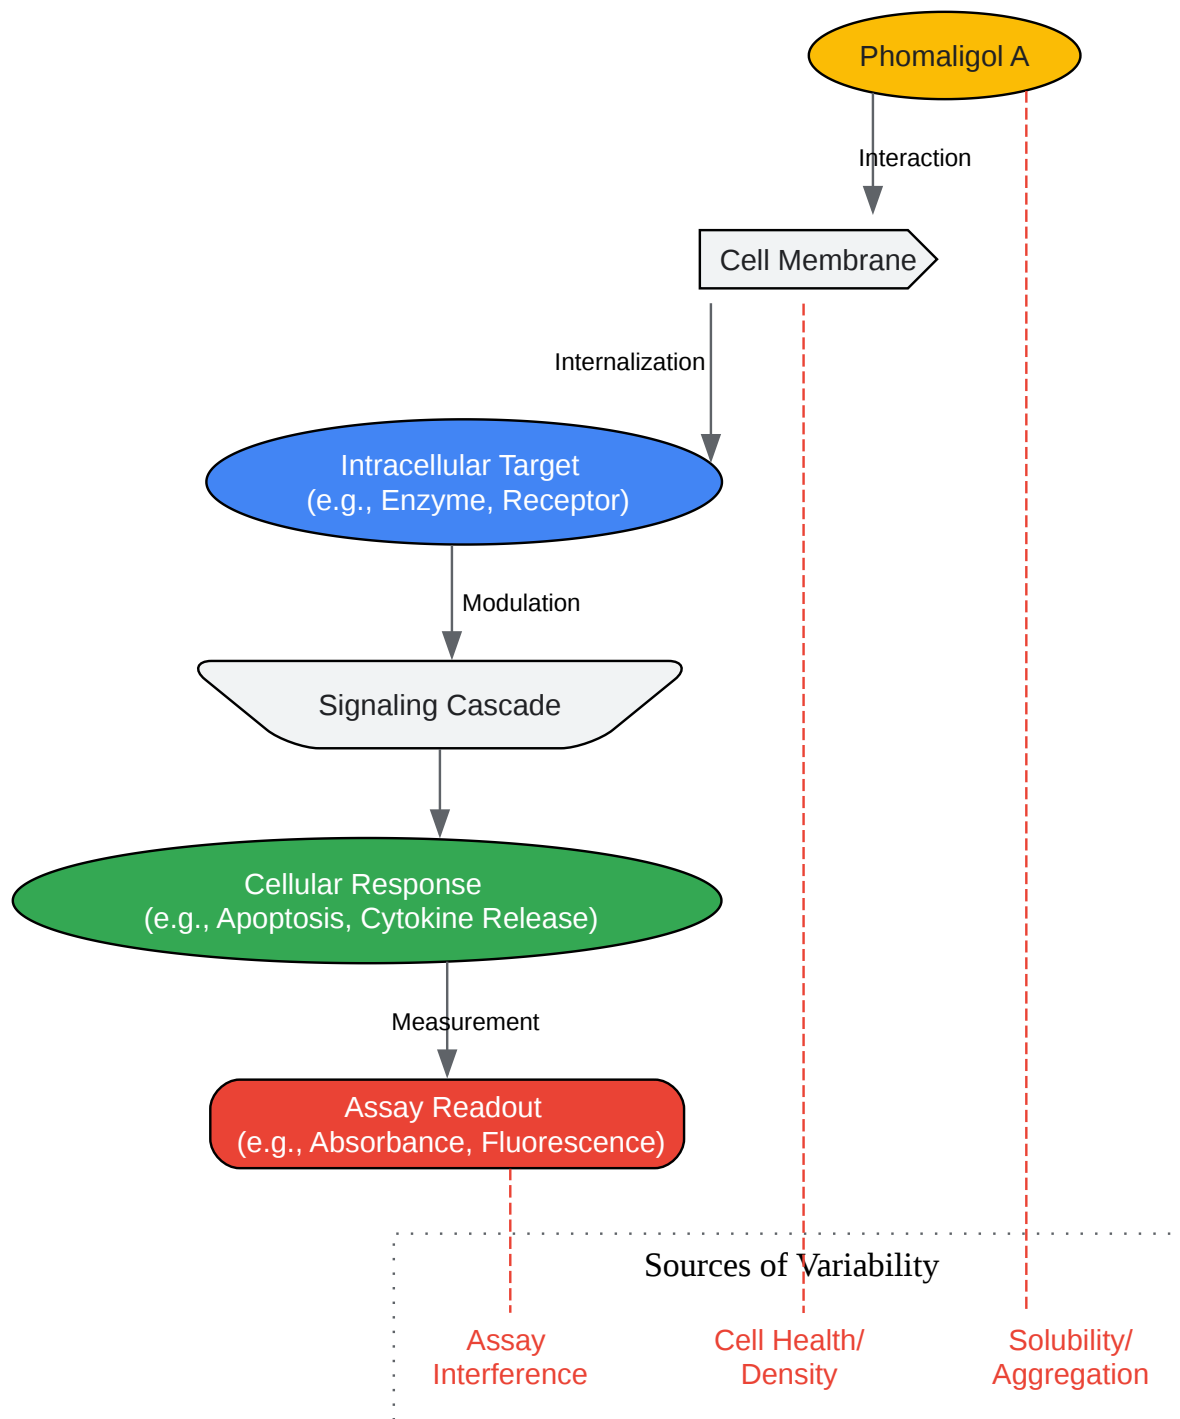 Phomaligol A
Interaction
Cell Membrane
Internalization
Intracellular Target
(e.g., Enzyme, Receptor)
Modulation
Signaling Cascade
Cellular Response
(e.g., Apoptosis, Cytokine Release)
Measurement
Assay Readout
(e.g., Absorbance, Fluorescence)
Sources of Variability
Assay
Interference
Cell Health/
Density
Solubility/
Aggregation